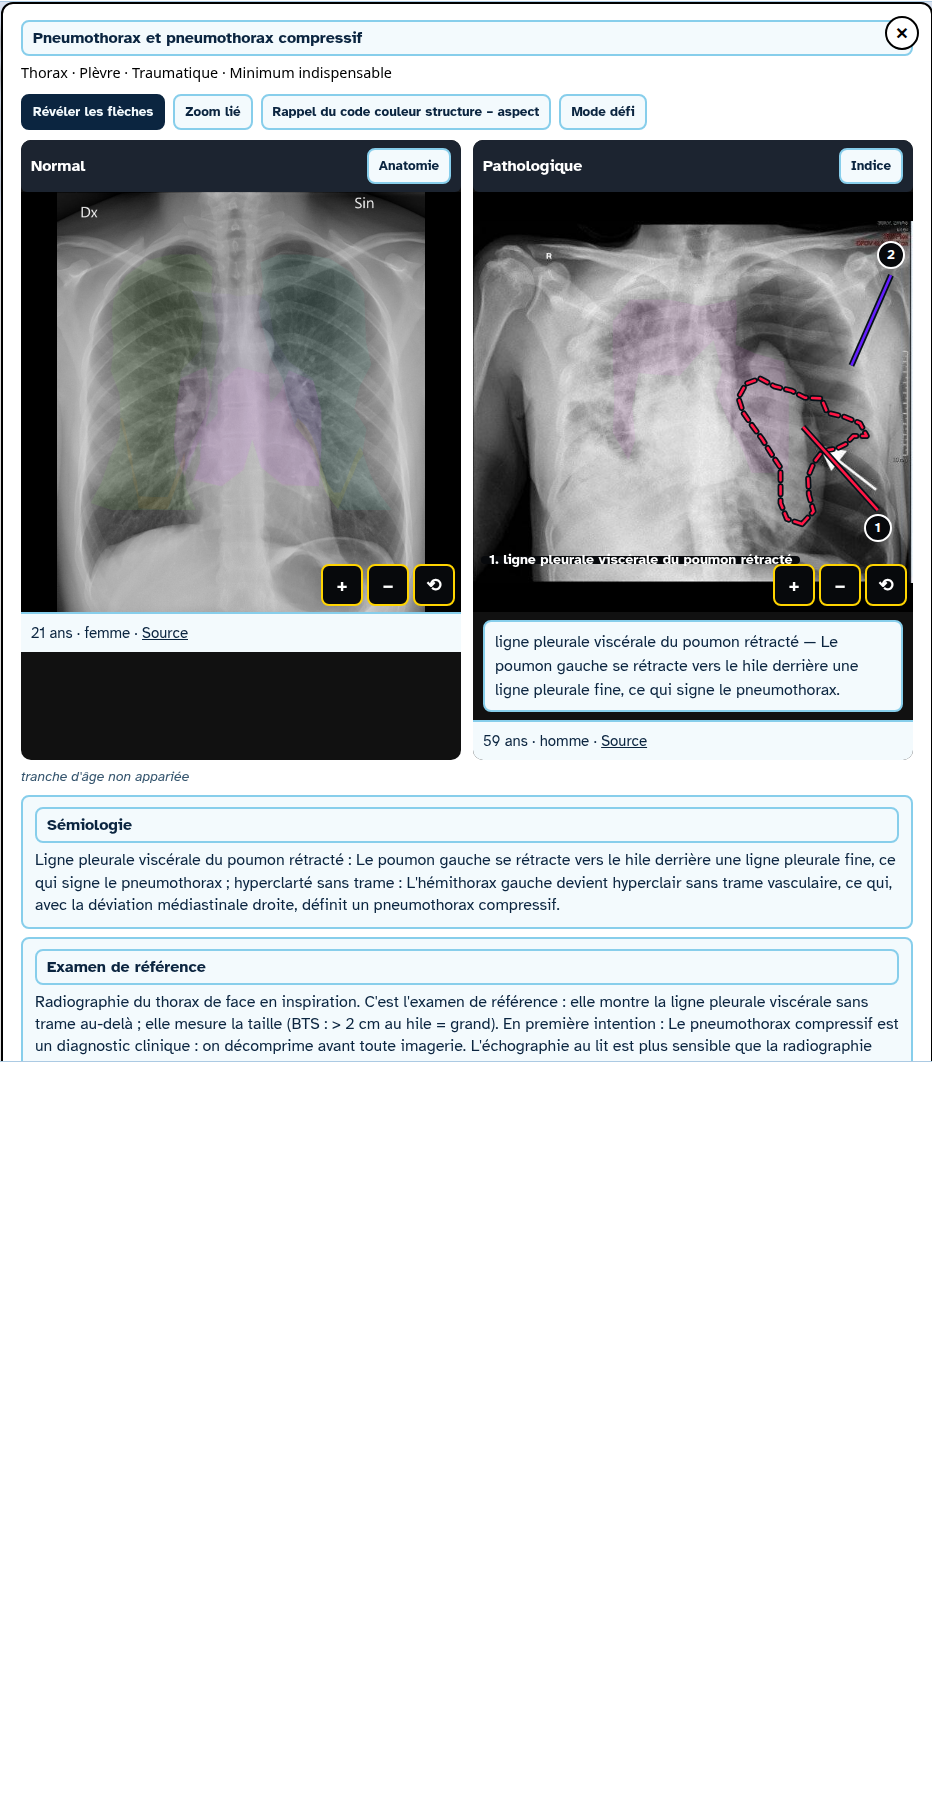 Pneumothorax et pneumothorax compressif
×
Thorax · Plèvre · Traumatique · Minimum indispensable
Révéler les flèches
Zoom lié
Rappel du code couleur structure – aspect
Mode défi
Normal
Anatomie
Dx
Sin
+
−
⟲
21 ans · femme · Source
Pathologique
Indice
R
2
1
1. ligne pleurale viscérale du poumon rétracté
+
−
⟲
ligne pleurale viscérale du poumon rétracté — Le
poumon gauche se rétracte vers le hile derrière une
ligne pleurale fine, ce qui signe le pneumothorax.
59 ans · homme · Source
tranche d'âge non appariée
Sémiologie
Ligne pleurale viscérale du poumon rétracté : Le poumon gauche se rétracte vers le hile derrière une ligne pleurale fine, ce
qui signe le pneumothorax ; hyperclarté sans trame : L'hémithorax gauche devient hyperclair sans trame vasculaire, ce qui,
avec la déviation médiastinale droite, définit un pneumothorax compressif.
Examen de référence
Radiographie du thorax de face en inspiration. C'est l'examen de référence : elle montre la ligne pleurale viscérale sans
trame au-delà ; elle mesure la taille (BTS : > 2 cm au hile = grand). En première intention : Le pneumothorax compressif est
un diagnostic clinique : on décomprime avant toute imagerie. L'échographie au lit est plus sensible que la radiographie